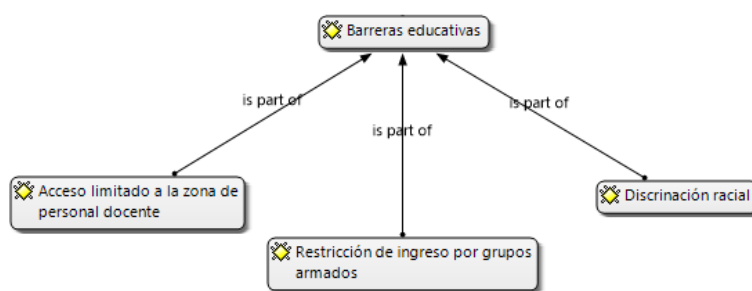 Barreras educativas
is part of
is part of
is part of
Acceso limitado a la zona de
personal docente
Discrinación racial
Restricción de ingreso por grupos
armados